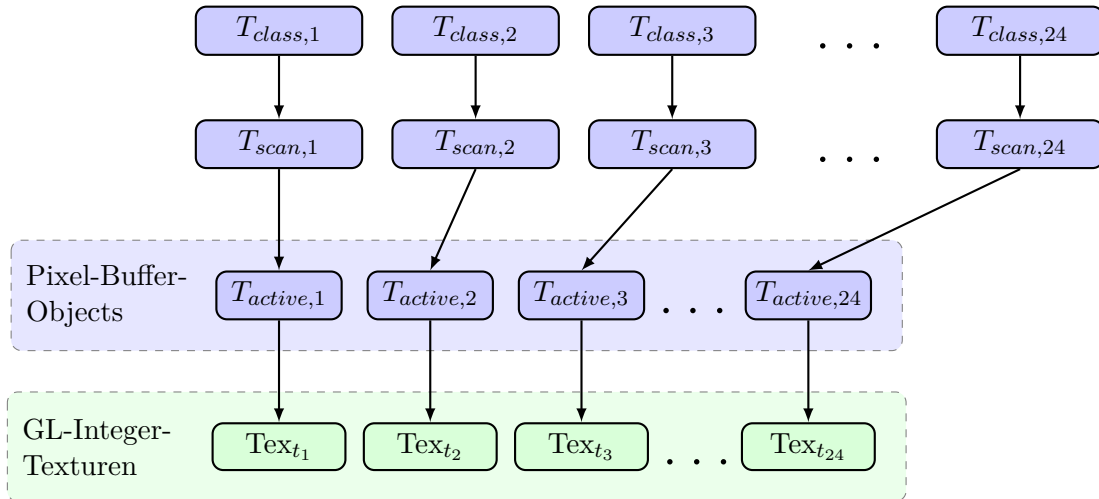 T_{class,1} T_{class,2} T_{class,3} . . . T_{class,24}
T_{scan,1} T_{scan,2} T_{scan,3} . . . T_{scan,24}
Pixel-Buffer-
Objects
T_{active,1} T_{active,2} T_{active,3} . . . T_{active,24}
GL-Integer-
Texturen
Tex_{t_1} Tex_{t_2} Tex_{t_3} . . . Tex_{t_{24}}